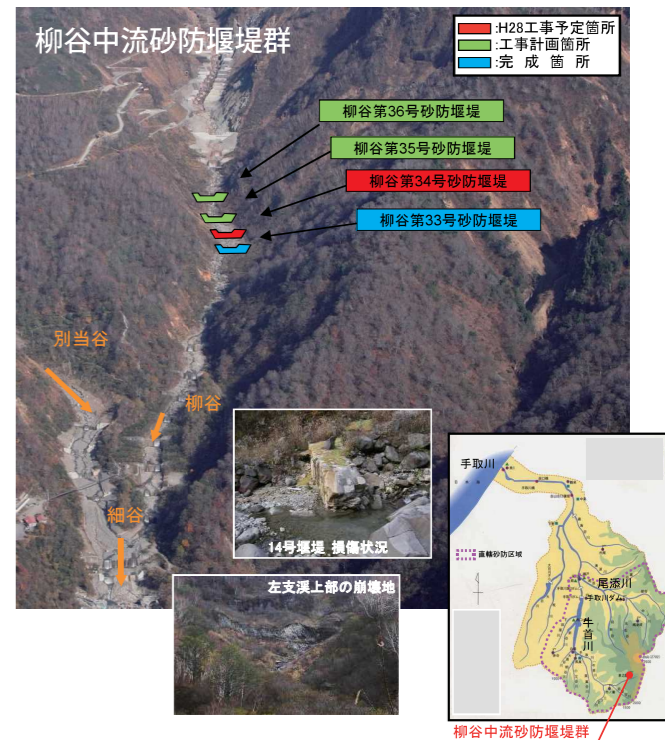 柳谷中流砂防堰堤群
:H28工事予定箇所
:工事計画箇所
:完成箇所
柳谷第36号砂防堰堤
柳谷第35号砂防堰堤
柳谷第34号砂防堰堤
柳谷第33号砂防堰堤
別当谷
柳谷
細谷
14号堰堤 損傷状況
左支渓上部の崩壊地
手取川
直轄砂防区域
尾添川
手取川ダム
牛首川
柳谷中流砂防堰堤群